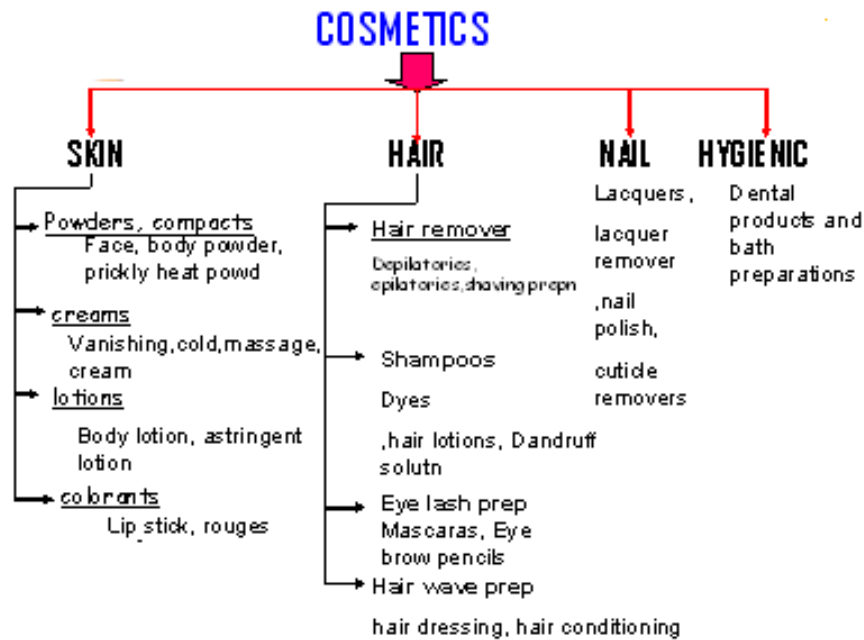 COSMETICS
SKIN
Powders, compacts
Face, body powder,
prickly heat powd
creams
Vanishing,cold,massage,
cream
lotions
Body lotion, astringent
lotion
colorants
Lip stick, rouges
HAIR
Hair remover
Depilatories,
epilatories,shaving prepn
Shampoos
Dyes
,hair lotions, Dandruff
solutn
Eye lash prep
Mascaras, Eye
brow pencils
Hair wave prep
hair dressing, hair conditioning
NAIL
Lacquers,
lacquer
remover
,nail
polish,
cuticle
removers
HYGIENIC
Dental
products and
bath
preparations